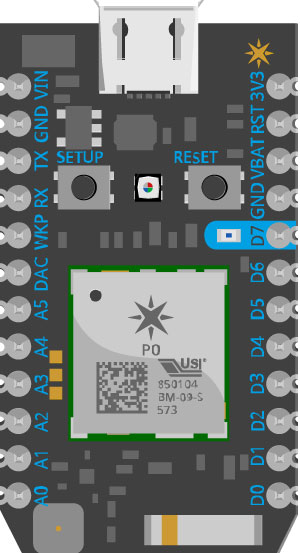 VIN
GND
TX
RX
WKP
DAC
A5
A4
A3
A2
A1
A0
SETUP
RESET
3V3
RST
VBAT
GND
D7
D6
D5
D4
D3
D2
D1
D0
P0
USI
850104
BM-09-S
573